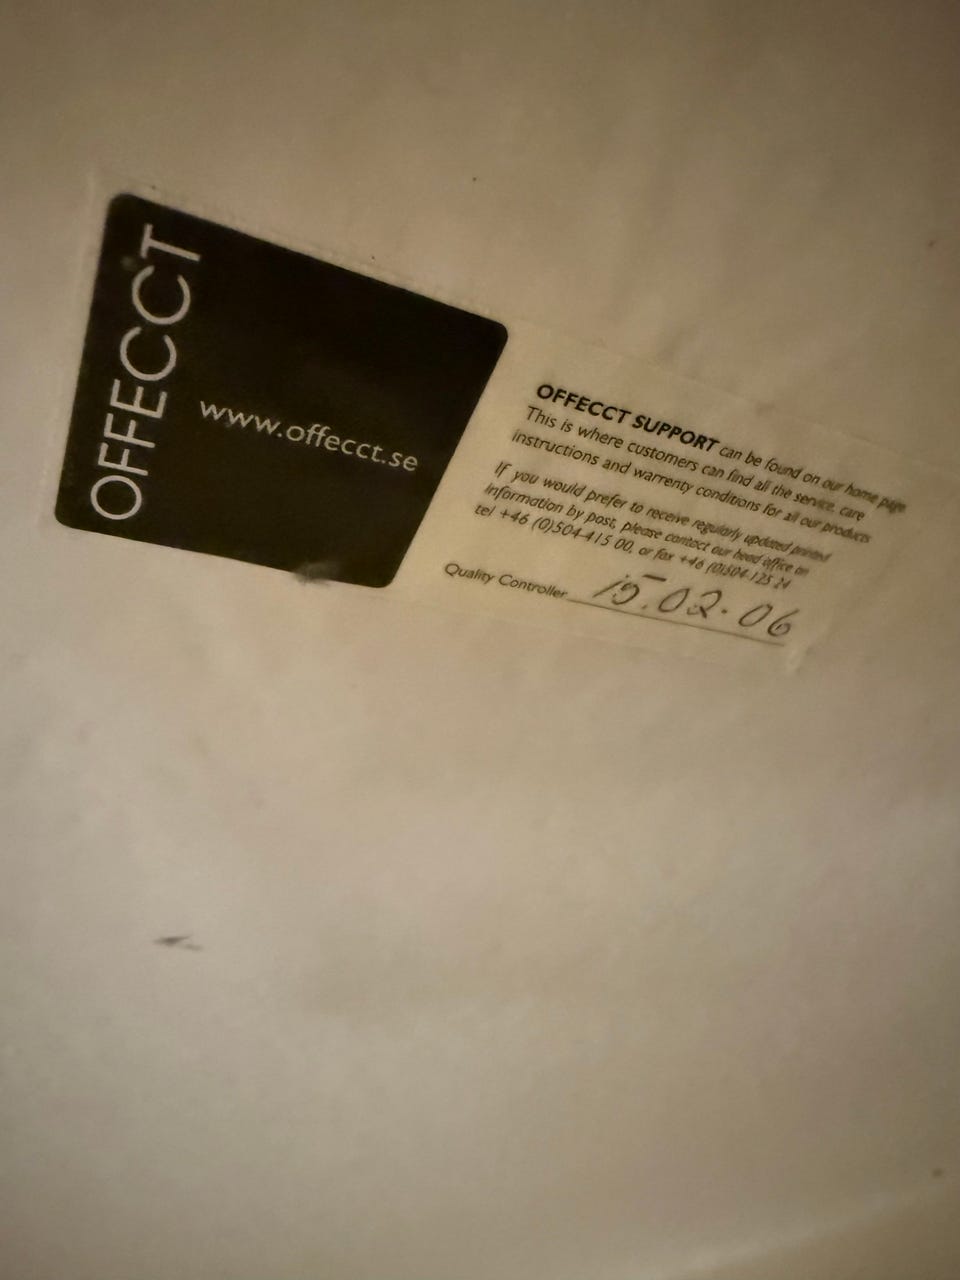 OFFECCT
www.offecct.se
OFFECCT SUPPORT can be found on our home page
This is where customers can find all the service, care
instructions and warrenty conditions for all our products
If you would prefer to receive regularly updated printed
information by post, please contact our head office on
tel +46 (0)504-415 00, or fax +46 (0)504-125 24
Quality Controller 15.02.06